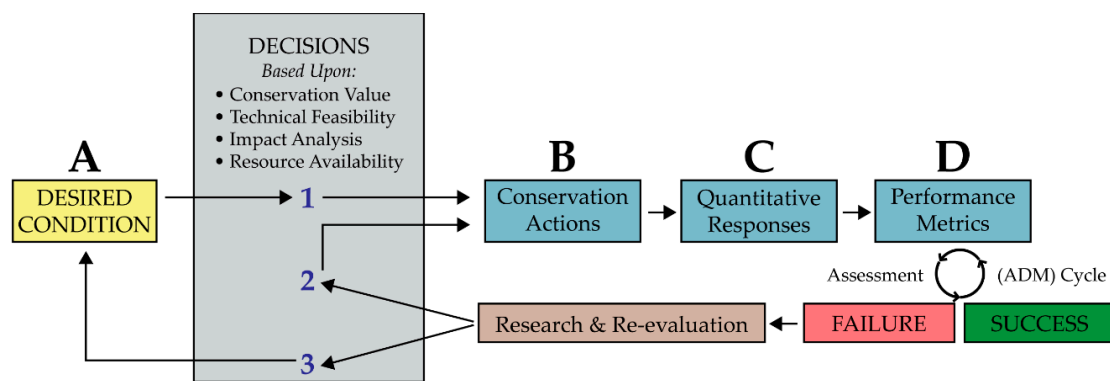 DECISIONS
Based Upon:
• Conservation Value
• Technical Feasibility
• Impact Analysis
• Resource Availability
A
DESIRED
CONDITION
1
2
3
B
Conservation
Actions
C
Quantitative
Responses
D
Performance
Metrics
Assessment
(ADM) Cycle
Research & Re-evaluation
FAILURE
SUCCESS